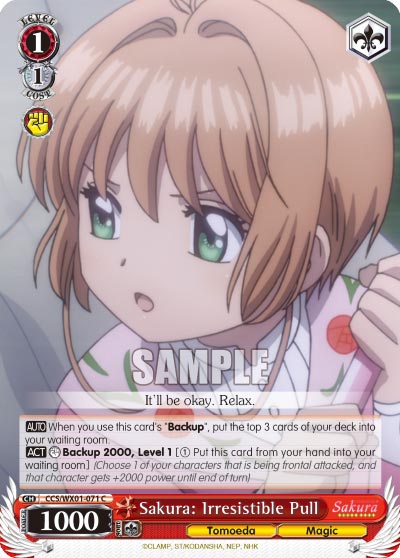 LEVEL
1
1
COST
SAMPLE
It'll be okay. Relax.
AUTO When you use this card's "Backup", put the top 3 cards of your deck into
your waiting room.
ACT Backup 2000, Level 1 [① Put this card from your hand into your
waiting room] (Choose 1 of your characters that is being frontal attacked, and
that character gets +2000 power until end of turn)
CH CCS/WX01-071 C
Sakura: Irresistible Pull
Sakura
POWER 1000
Tomoeda Magic
©CLAMP, ST/KODANSHA, NEP, NHK